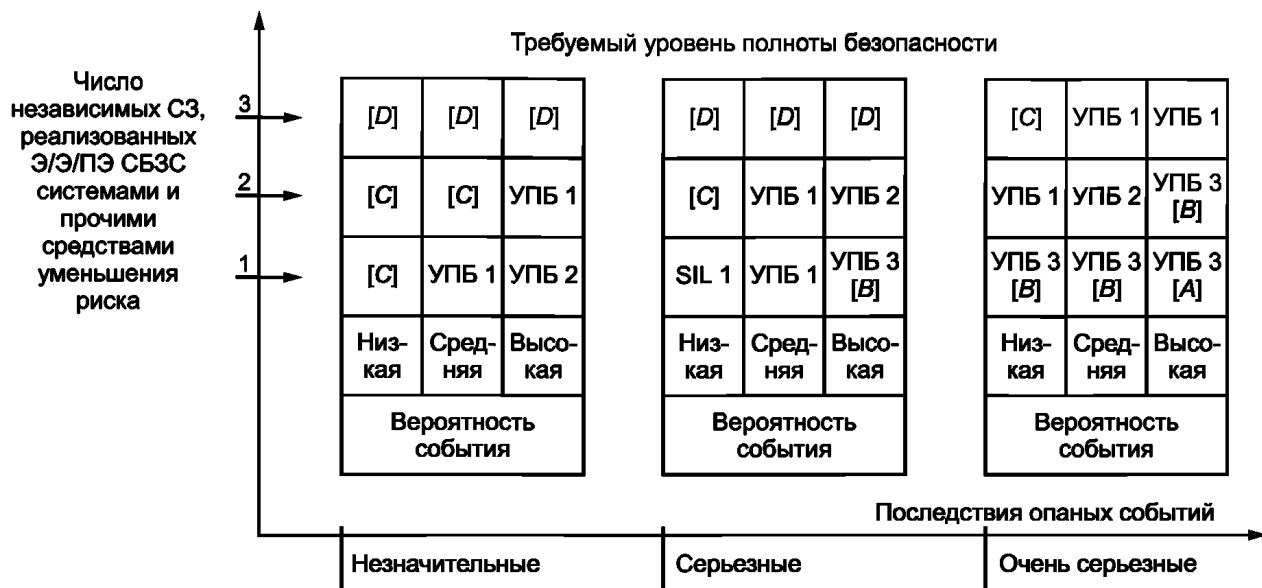 Требуемый уровень полноты безопасности
Число
независимых СЗ,
реализованных
Э/Э/ПЭ СБЗС
системами и
прочими
средствами
уменьшения
риска
3
[D] [D] [D] [D] [D] [D] [C] УПБ 1 УПБ 1
2
[C] [C] УПБ 1 [C] УПБ 1 УПБ 2 УПБ 1 УПБ 2 УПБ 3
[B]
1
[C] УПБ 1 УПБ 2 SIL 1 УПБ 1 УПБ 3 УПБ 3 УПБ 3 УПБ 3
[B] [B] [B] [A]
Низ- Сред- Высо- Низ- Сред- Высо- Низ- Сред- Высо-
кая няя кая кая няя кая кая няя кая
Вероятность Вероятность Вероятность
события события события
Последствия опаных событий
Незначительные Серьезные Очень серьезные